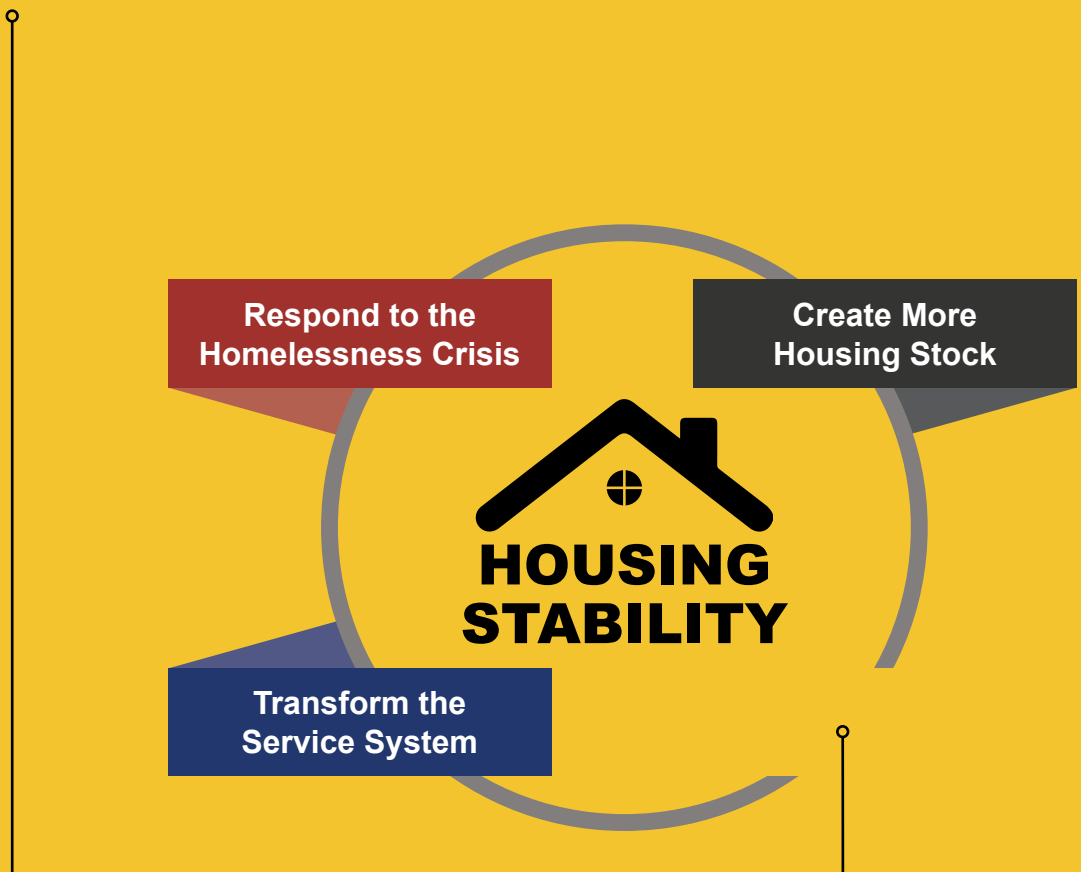 Respond to the
Homelessness Crisis
Create More
Housing Stock
HOUSING
STABILITY
Transform the
Service System